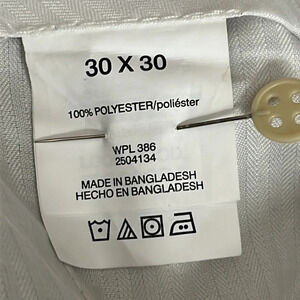 30 X 30
100% POLYESTER/poliéster
WPL 386
2504134
MADE IN BANGLADESH
HECHO EN BANGLADESH